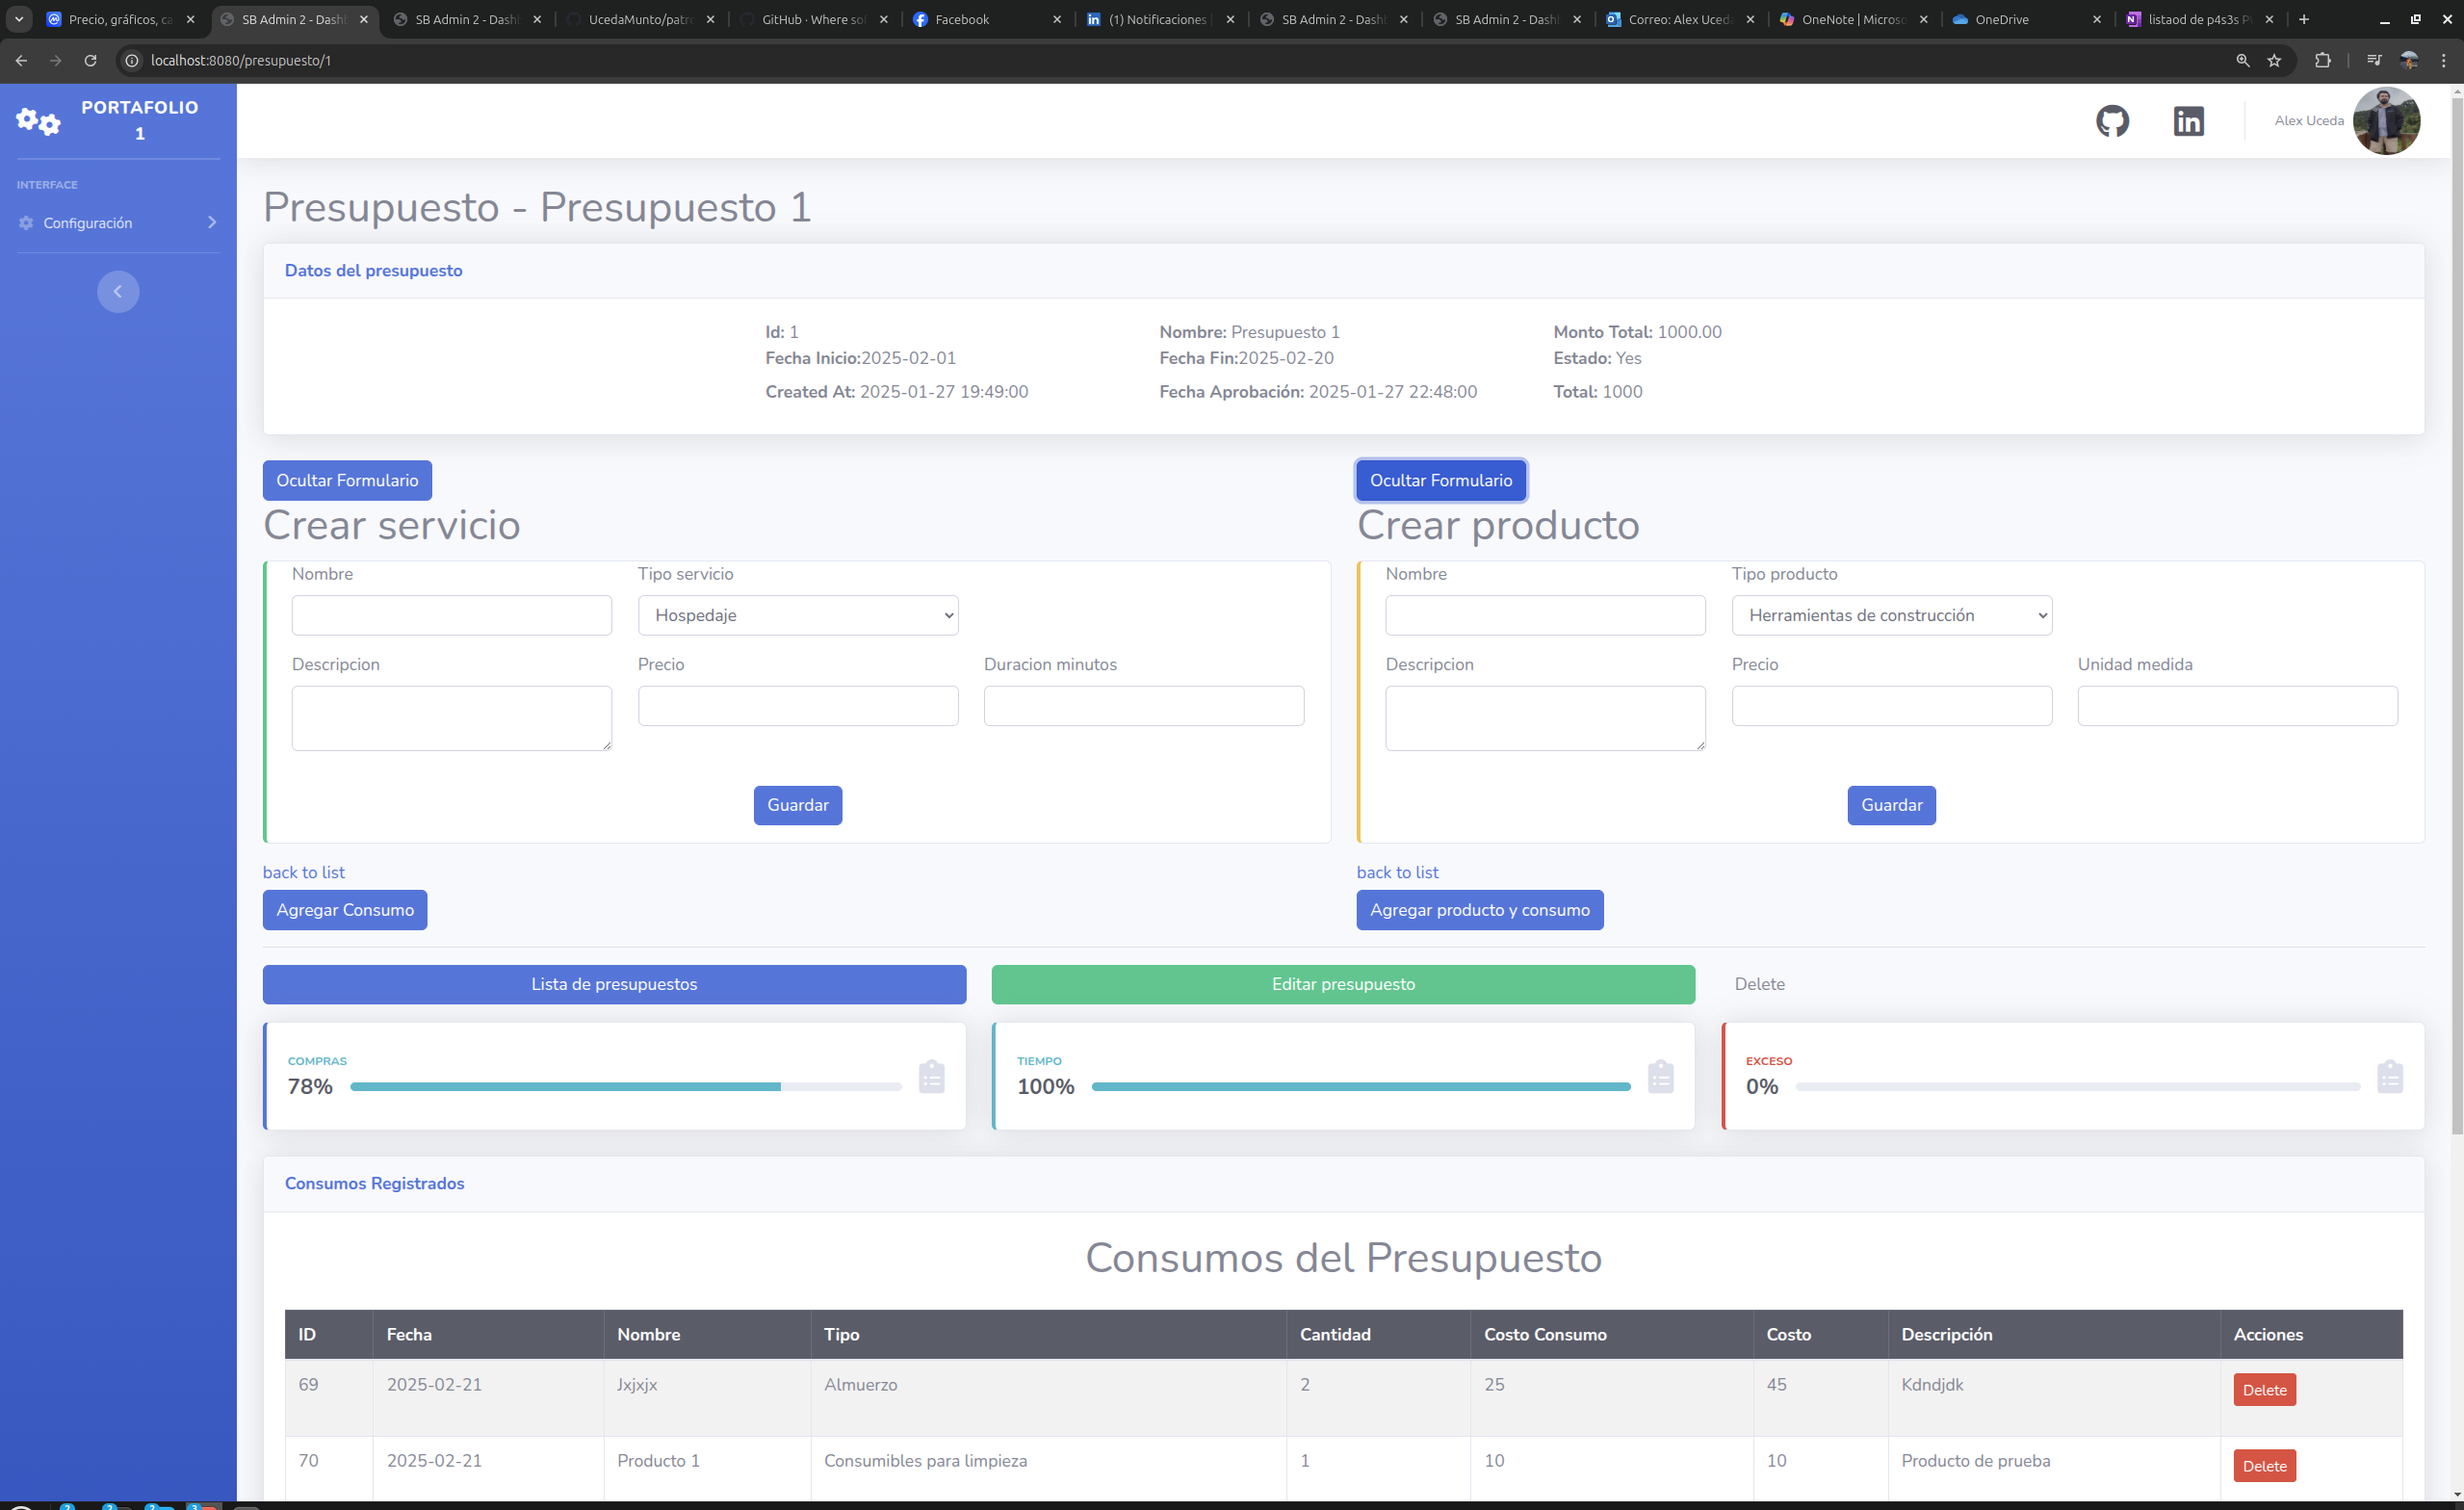 Precio, gráficos, ca
SB Admin 2 - Dash
SB Admin 2 - Dash
UcedaMunto/patr
GitHub · Where so
Facebook
(1) Notificaciones
SB Admin 2 - Dash
SB Admin 2 - Dash
Correo: Alex Uceda
OneNote | Microso
OneDrive
listaod de p4s3s P
localhost:8080/presupuesto/1
PORTAFOLIO
1
INTERFACE
Configuración
Alex Uceda
Presupuesto - Presupuesto 1
Datos del presupuesto
Id: 1 Nombre: Presupuesto 1 Monto Total: 1000.00
Fecha Inicio:2025-02-01 Fecha Fin:2025-02-20 Estado: Yes
Created At: 2025-01-27 19:49:00 Fecha Aprobación: 2025-01-27 22:48:00 Total: 1000
Ocultar Formulario
Crear servicio
Nombre Tipo servicio
Hospedaje
Descripcion Precio Duracion minutos
Guardar
back to list
Agregar Consumo
Ocultar Formulario
Crear producto
Nombre Tipo producto
Herramientas de construcción
Descripcion Precio Unidad medida
Guardar
back to list
Agregar producto y consumo
Lista de presupuestos Editar presupuesto Delete
COMPRAS
78%
TIEMPO
100%
EXCESO
0%
Consumos Registrados
Consumos del Presupuesto
ID Fecha Nombre Tipo Cantidad Costo Consumo Costo Descripción Acciones
69 2025-02-21 Jxjxjx Almuerzo 2 25 45 Kdndjdk Delete
70 2025-02-21 Producto 1 Consumibles para limpieza 1 10 10 Producto de prueba Delete